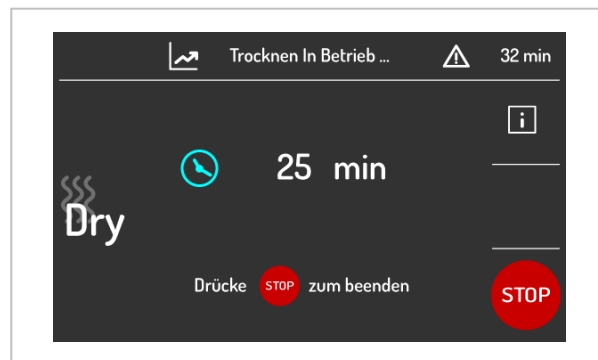 Trocknen In Betrieb ... 32 min
i
25 min
Dry
Drücke STOP zum beenden
STOP